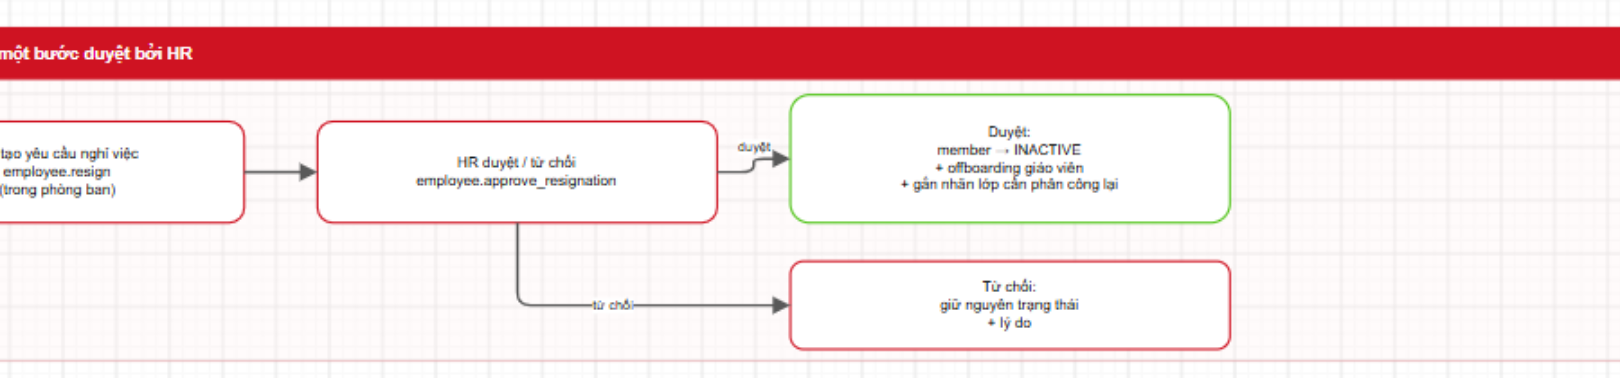 một bước duyệt bởi HR
tạo yêu cầu nghỉ việc
employee.resign
(trong phòng ban)
HR duyệt / từ chối
employee.approve_resignation
duyệt
Duyệt:
member → INACTIVE
+ offboarding giáo viên
+ gắn nhãn lớp cần phân công lại
từ chối
Từ chối:
giữ nguyên trạng thái
+ lý do